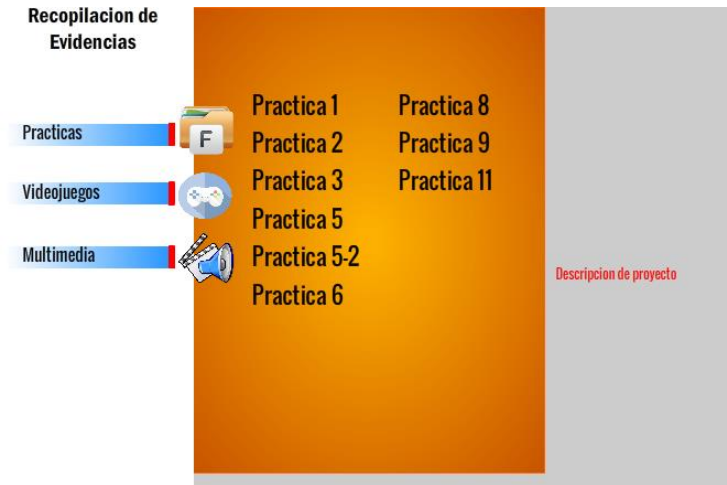 Recopilacion de
Evidencias
Practicas
F
Videojuegos
Multimedia
Practica 1
Practica 2
Practica 3
Practica 5
Practica 5-2
Practica 6
Practica 8
Practica 9
Practica 11
Descripcion de proyecto